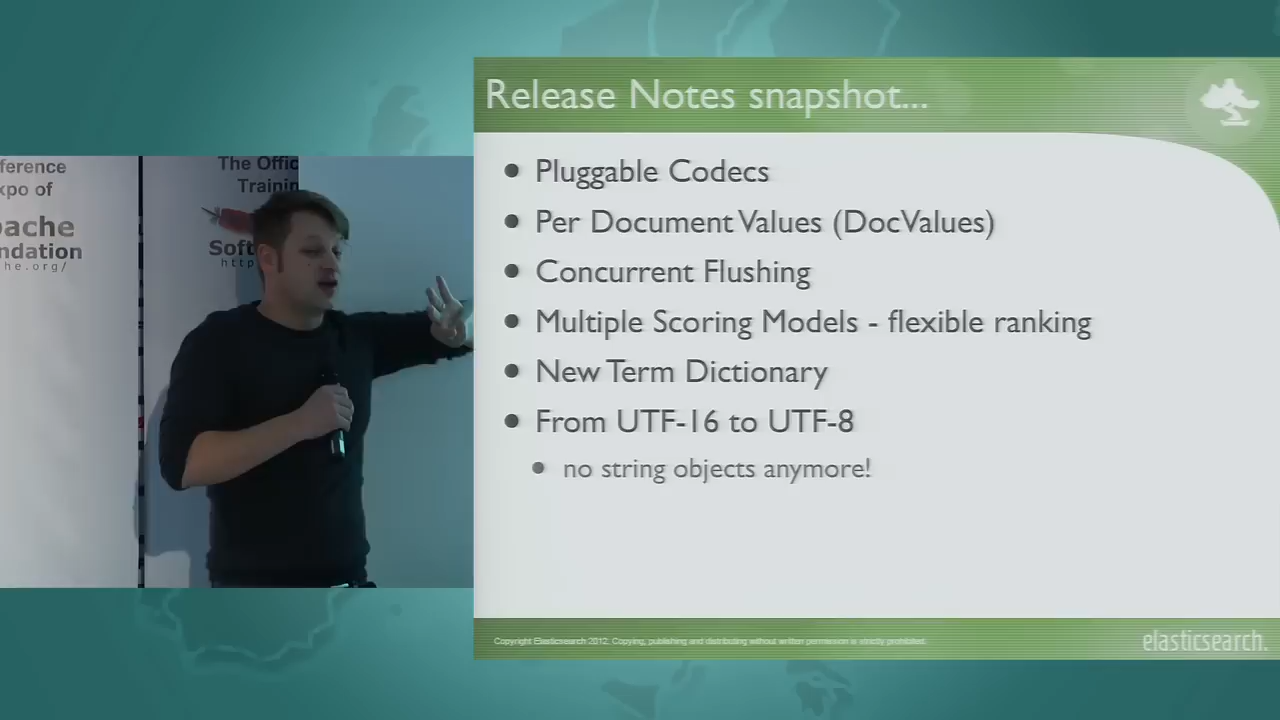 Release Notes snapshot...
Pluggable Codecs
Per Document Values (DocValues)
Concurrent Flushing
Multiple Scoring Models - flexible ranking
New Term Dictionary
From UTF-16 to UTF-8
no string objects anymore!
Copyright Elasticsearch 2012. Copying, publishing and distributing without written permission is strictly prohibited.
elasticsearch.
ference
xpo of
ache
ndation
he.org/
The Offic
Trainin
Soft
http